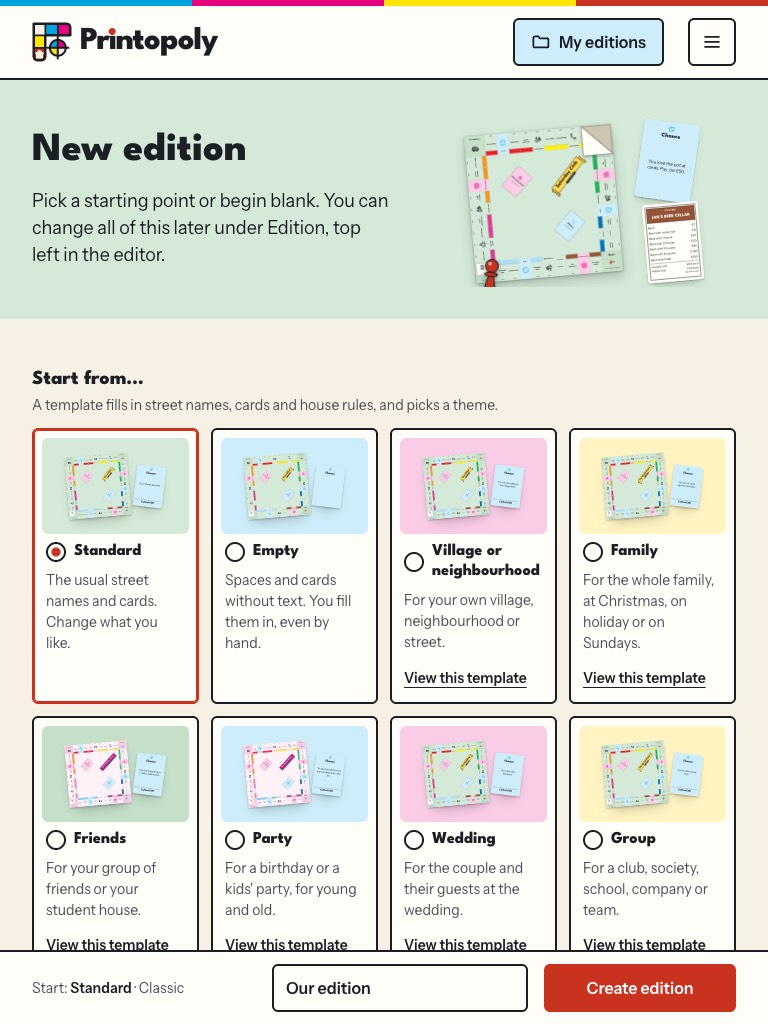 Printopoly
My editions
New edition
Pick a starting point or begin blank. You can
change all of this later under Edition, top
left in the editor.
Chance
JAN'S BEER CELLAR
Start from...
A template fills in street names, cards and house rules, and picks a theme.
Standard
The usual street
names and cards.
Change what you
like.
Empty
Spaces and cards
without text. You fill
them in, even by
hand.
Village or
neighbourhood
For your own village,
neighbourhood or
street.
View this template
Family
For the whole family,
at Christmas, on
holiday or on
Sundays.
View this template
Friends
For your group of
friends or your
student house.
View this template
Party
For a birthday or a
kids' party, for young
and old.
View this template
Wedding
For the couple and
their guests at the
wedding.
View this template
Group
For a club, society,
school, company or
team.
View this template
Start: Standard · Classic
Our edition
Create edition